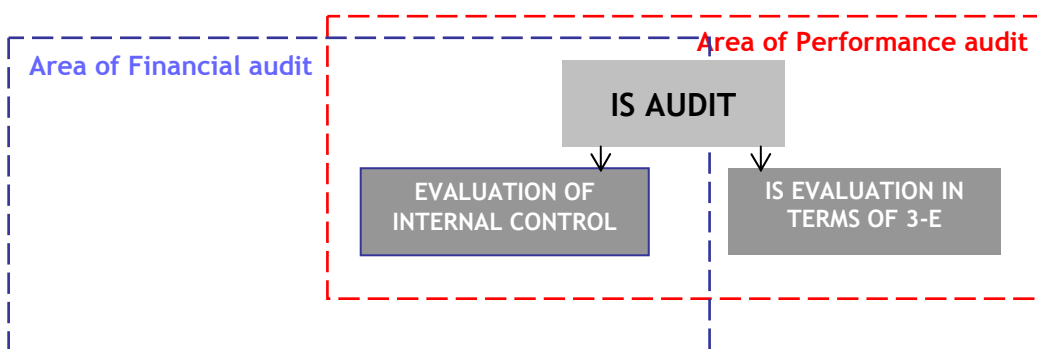 Area of Performance audit
Area of Financial audit
IS AUDIT
EVALUATION OF
INTERNAL CONTROL
IS EVALUATION IN
TERMS OF 3-E